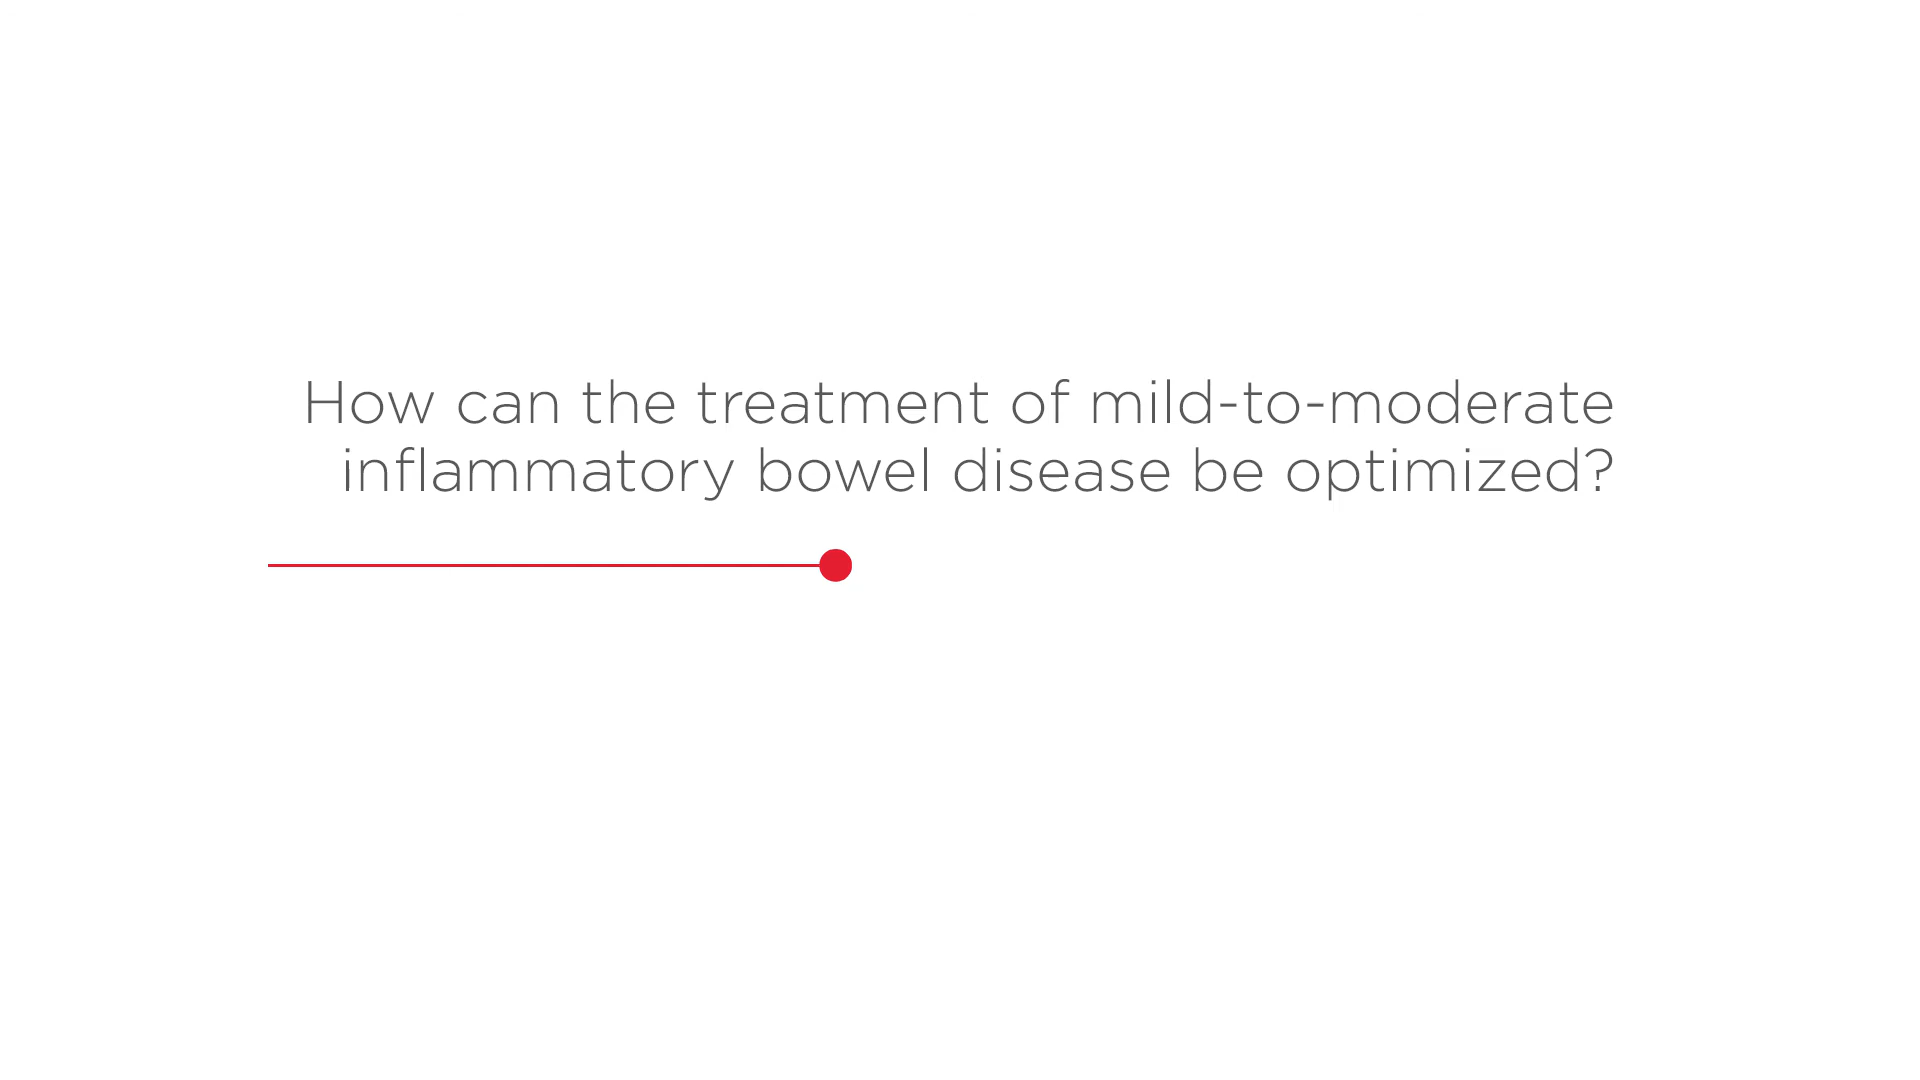 How can the treatment of mild-to-moderate
inflammatory bowel disease be optimized?